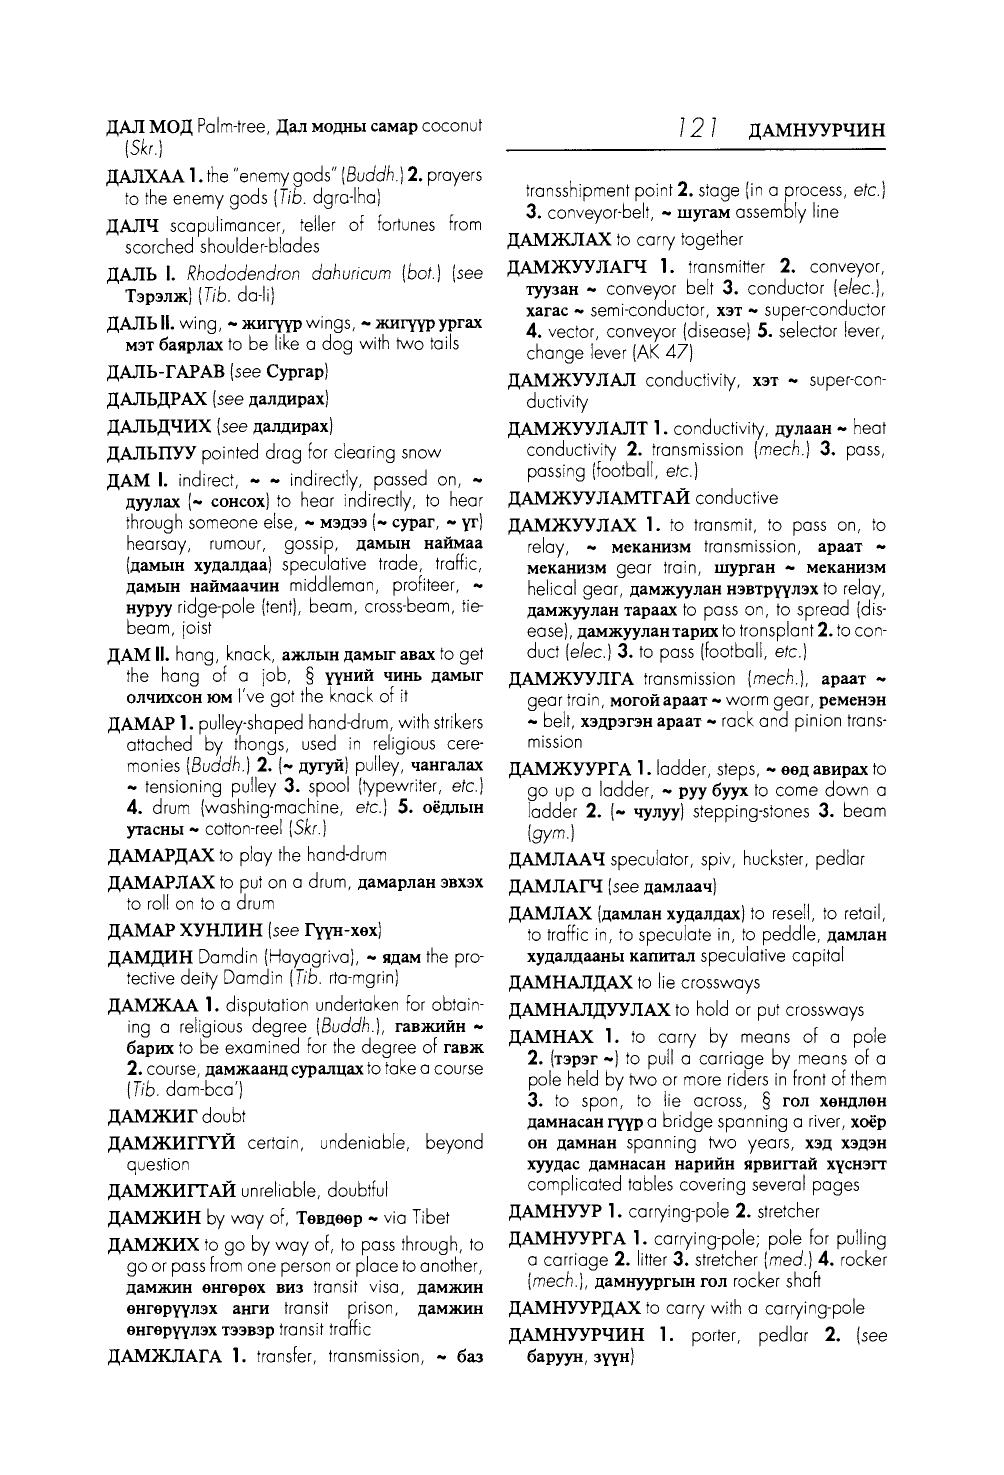 ДАЛ МОД Palm-tree, Дал модны самар coconut
(Skr.)
ДАЛХАА 1. the "enemy gods" (Buddh.) 2. prayers
to the enemy gods (Tib. dgra-lha)
ДАЛЧ scapulimancer, teller of fortunes from
scorched shoulder-blades
ДАЛЬ I. Rhododendron dahuricum (bot.) (see
Тэрэлж) (Tib. da-li)
ДАЛЬ II. wing, ~ жигүүр wings, ~ жигүүр ургах
мэт баярлах to be like a dog with two tails
ДАЛЬ-ГАРАВ (see Сургар)
ДАЛЬДРАХ (see далдирах)
ДАЛЬДЧИХ (see далдирах)
ДАЛЬПУУ pointed drag for clearing snow
ДАМ I. indirect, ~ ~ indirectly, passed on, ~
дуулах (~ сонсох) to hear indirectly, to hear
through someone else, ~ мэдээ (~ сураг, ~ үг)
hearsay, rumour, gossip, дамын наймаа
(дамын худалдаа) speculative trade, traffic,
дамын наймаачин middleman, profiteer, ~
нуруу ridge-pole (tent), beam, cross-beam, tie-
beam, joist
ДАМ II. hang, knack, ажлын дамыг авах to get
the hang of a job, § үүний чинь дамыг
олчихсон юм I've got the knack of it
ДАМАР 1. pulley-shaped hand-drum, with strikers
attached by thongs, used in religious cere-
monies (Buddh.) 2. (~ дугуй) pulley, чангалах
~ tensioning pulley 3. spool (typewriter, etc.)
4. drum (washing-machine, etc.) 5. оёдлын
утасны ~ cotton-reel (Skr.)
ДАМАРДАХ to play the hand-drum
ДАМАРЛАХ to put on a drum, дамарлан эвхэх
to roll on to a drum
ДАМАР ХУНЛИН (see Гүүн-хөх)
ДАМДИН Damdin (Hayagriva), ~ ядам the pro-
tective deity Damdin (Tib. rta-mgrin)
ДАМЖАА 1. disputation undertaken for obtain-
ing a religious degree (Buddh.), гавжийн ~
барих to be examined for the degree of гавж
2. course, дамжаанд суралцах to take a course
(Tib. dam-bca')
ДАМЖИГ doubt
ДАМЖИГГҮЙ certain, undeniable, beyond
question
ДАМЖИГТАЙ unreliable, doubtful
ДАМЖИН by way of, Төвдөөр ~ via Tibet
ДАМЖИХ to go by way of, to pass through, to
go or pass from one person or place to another,
дамжин өнгөрөх виз transit visa, дамжин
өнгөрүүлэх анги transit prison, дамжин
өнгөрүүлэх тээвэр transit traffic
ДАМЖЛАГА 1. transfer, transmission, ~ баз
121 ДАМНУУРЧИН
transshipment point 2. stage (in a process, etc.)
3. conveyor-belt, ~ шугам assembly line
ДАМЖЛАХ to carry together
ДАМЖУУЛАГЧ 1. transmitter 2. conveyor,
туузан ~ conveyor belt 3. conductor (elec.),
хагас ~ semi-conductor, хэт ~ super-conductor
4. vector, conveyor (disease) 5. selector lever,
change lever (AK 47)
ДАМЖУУЛАЛ conductivity, хэт ~ super-con-
ductivity
ДАМЖУУЛАЛТ 1. conductivity, дулаан ~ heat
conductivity 2. transmission (mech.) 3. pass,
passing (football, etc.)
ДАМЖУУЛАМТГАЙ conductive
ДАМЖУУЛАХ 1. to transmit, to pass on, to
relay, ~ механизм transmission, араат ~
механизм gear train, шурган ~ механизм
helical gear, дамжуулан нэвтрүүлэх to relay,
дамжуулан тараах to pass on, to spread (dis-
ease), дамжуулан тарих to tronsplant 2. to con-
duct (elec.) 3. to pass (football, etc.)
ДАМЖУУЛГА transmission (mech.), араат ~
gear train, могой араат ~ worm gear, ременэн
~ belt, хэдрэгэн араат ~ rack and pinion trans-
mission
ДАМЖУУРГА 1. ladder, steps, ~ өөд авирах to
go up a ladder, ~ руу буух to come down a
ladder 2. (~ чулуу) stepping-stones 3. beam
(gym.)
ДАМЛААЧ speculator, spiv, huckster, pedlar
ДАМЛАГЧ (see дамлаач)
ДАМЛАХ (дамлан худалдах) to resell, to retail,
to traffic in, to speculate in, to peddle, дамлан
худалдааны капитал speculative capital
ДАМНАЛДАХ to lie crossways
ДАМНАЛДУУЛАХ to hold or put crossways
ДАМНАХ 1. to carry by means of a pole
2. (тэрэг ~) to pull a carriage by means of a
pole held by two or more riders in front of them
3. to spon, to lie across, § гол хөндлөн
дамнасан гүүр a bridge spanning a river, хоёр
он дамнан spanning two years, хэд хэдэн
хуудас дамнасан нарийн ярвигтай хүснэгт
complicated tables covering several pages
ДАМНУУР 1. carrying-pole 2. stretcher
ДАМНУУРГА 1. carrying-pole; pole for pulling
a carriage 2. litter 3. stretcher (med.) 4. rocker
(mech.), дамнуургын гол rocker shaft
ДАМНУУРДАХ to carry with a carrying-pole
ДАМНУУРЧИН 1. porter, pedlar 2. (see
баруун, зүүн)